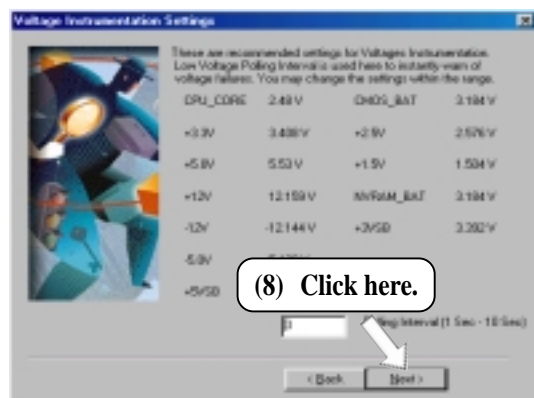 Voltage Instrumentation Settings
These are recommended settings for Voltages Instrumentation.
Low Voltage Polling Interval is used here to instantly warn of
voltage failures. You may change the settings within the range.
CPU_CORE 2.48 V CMOS_BAT 3.184 V
+3.3V 3.408 V +2.5V 2.576 V
+5.0V 5.53 V +1.5V 1.504 V
+12V 12.159 V NVRAM_BAT 3.184 V
-12V -12.144 V +3VSB 3.392 V
-5.0V
+5VSB
(8) Click here.
Interval (1 Sec - 10 Sec)
< Back Next >